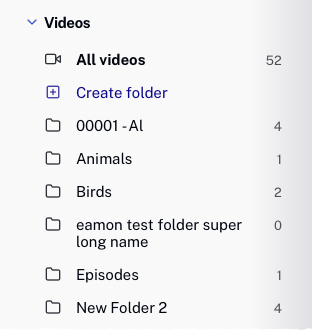 Videos
All videos 52
Create folder
00001 - Al 4
Animals 1
Birds 2
eamon test folder super 0
long name
Episodes 1
New Folder 2 4